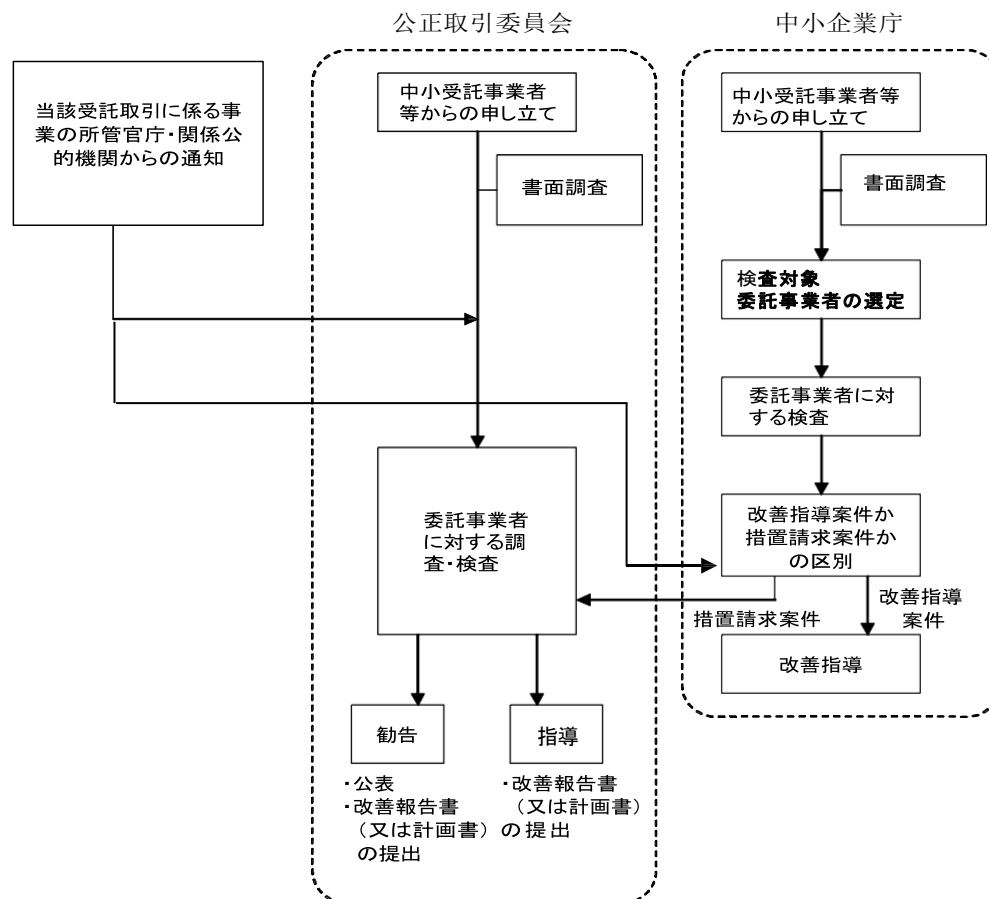 公正取引委員会
中小企業庁
当該受託取引に係る事
業の所管官庁・関係公
的機関からの通知
中小受託事業者
等からの申し立て
書面調査
中小受託事業者等
からの申し立て
書面調査
検査対象
委託事業者の選定
委託事業者に対
する検査
改善指導案件か
措置請求案件か
の区別
措置請求案件
改善指導
案件
改善指導
委託事業者
に対する調
査・検査
勧告
指導
・公表
・改善報告書
（又は計画書）
の提出
・改善報告書
（又は計画書）
の提出